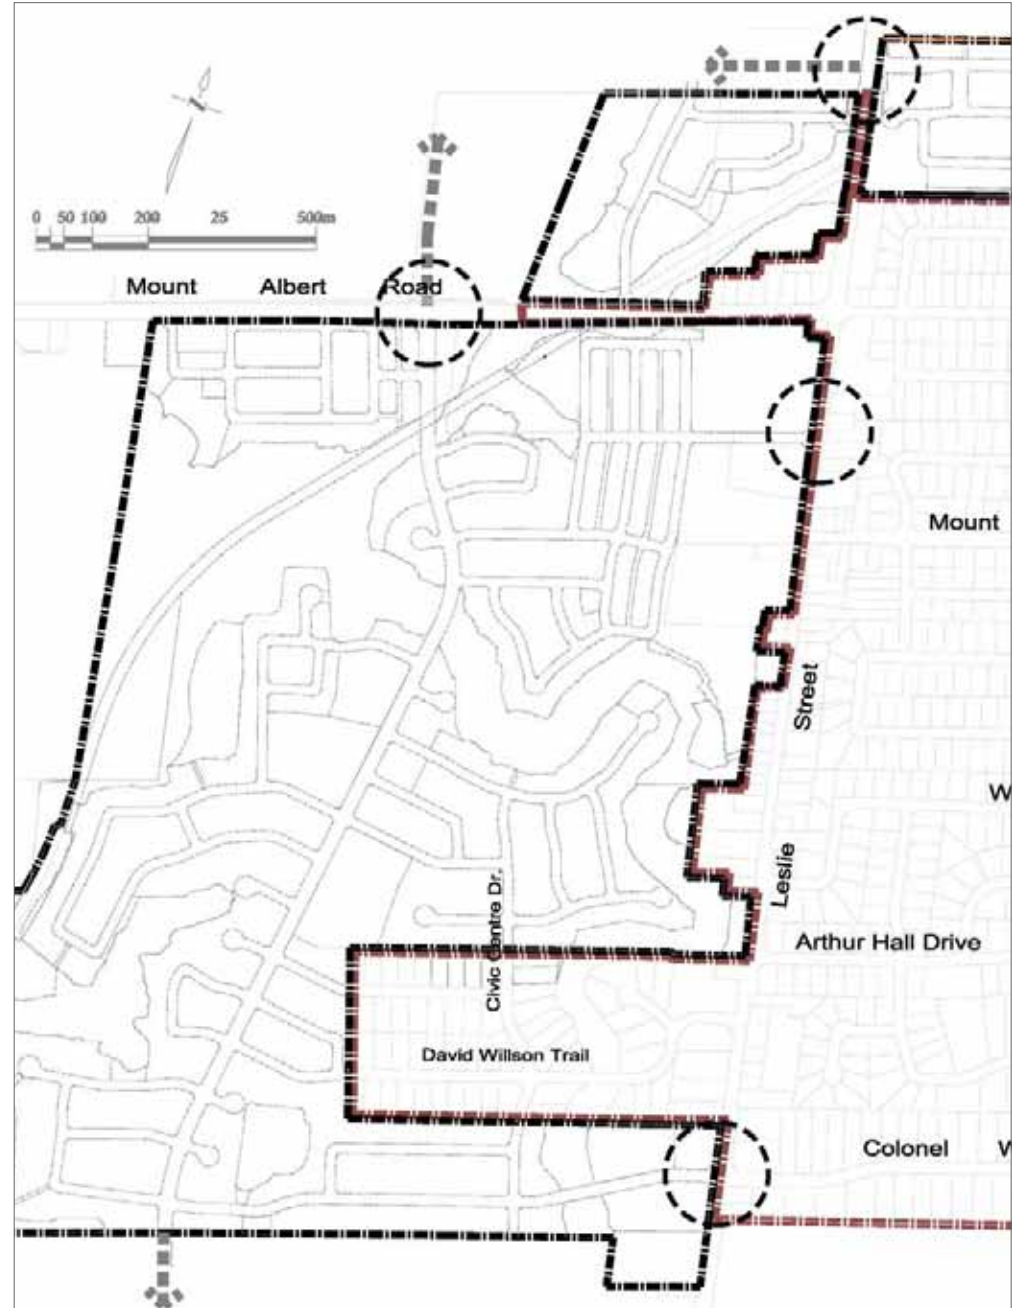 0 50 100 200 25 500m
Mount Albert Road
Mount
Street
W
Leslie
Civic Centre Dr.
Arthur Hall Drive
David Willson Trail
Colonel W